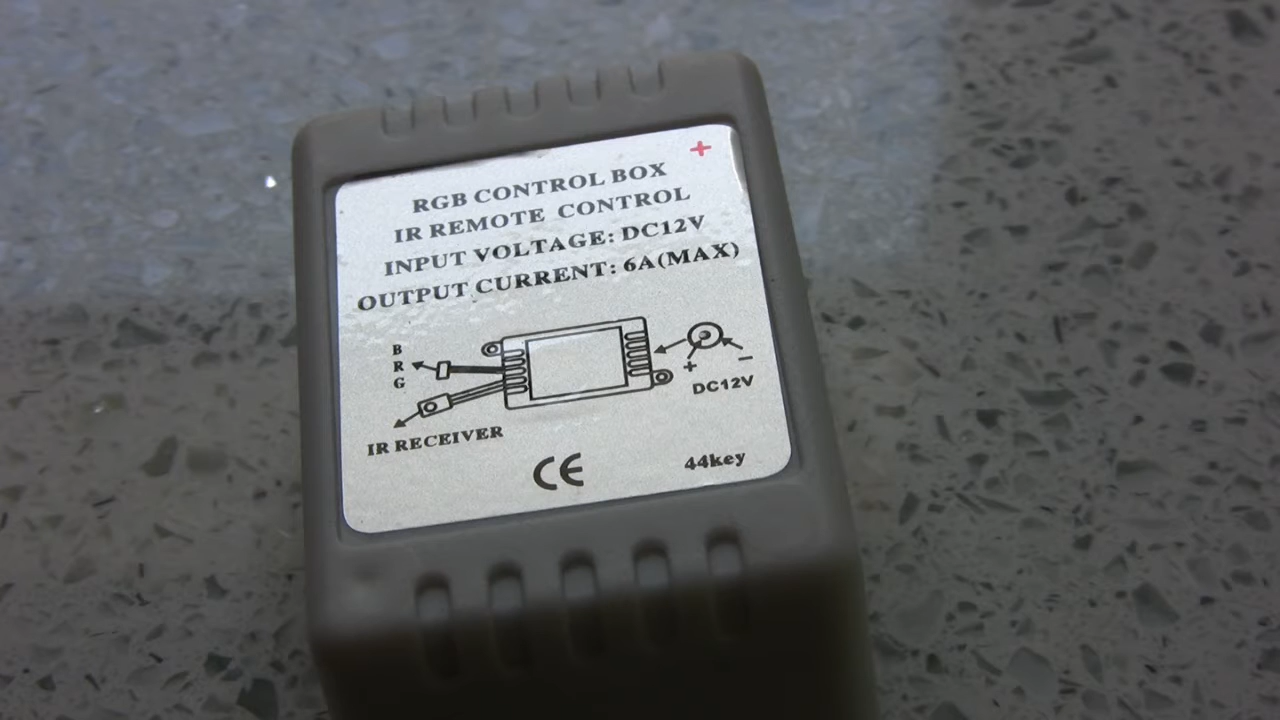 +
RGB CONTROL BOX
IR REMOTE CONTROL
INPUT VOLTAGE: DC12V
OUTPUT CURRENT: 6A(MAX)
B
R
G
+
−
DC12V
IR RECEIVER
CE
44key